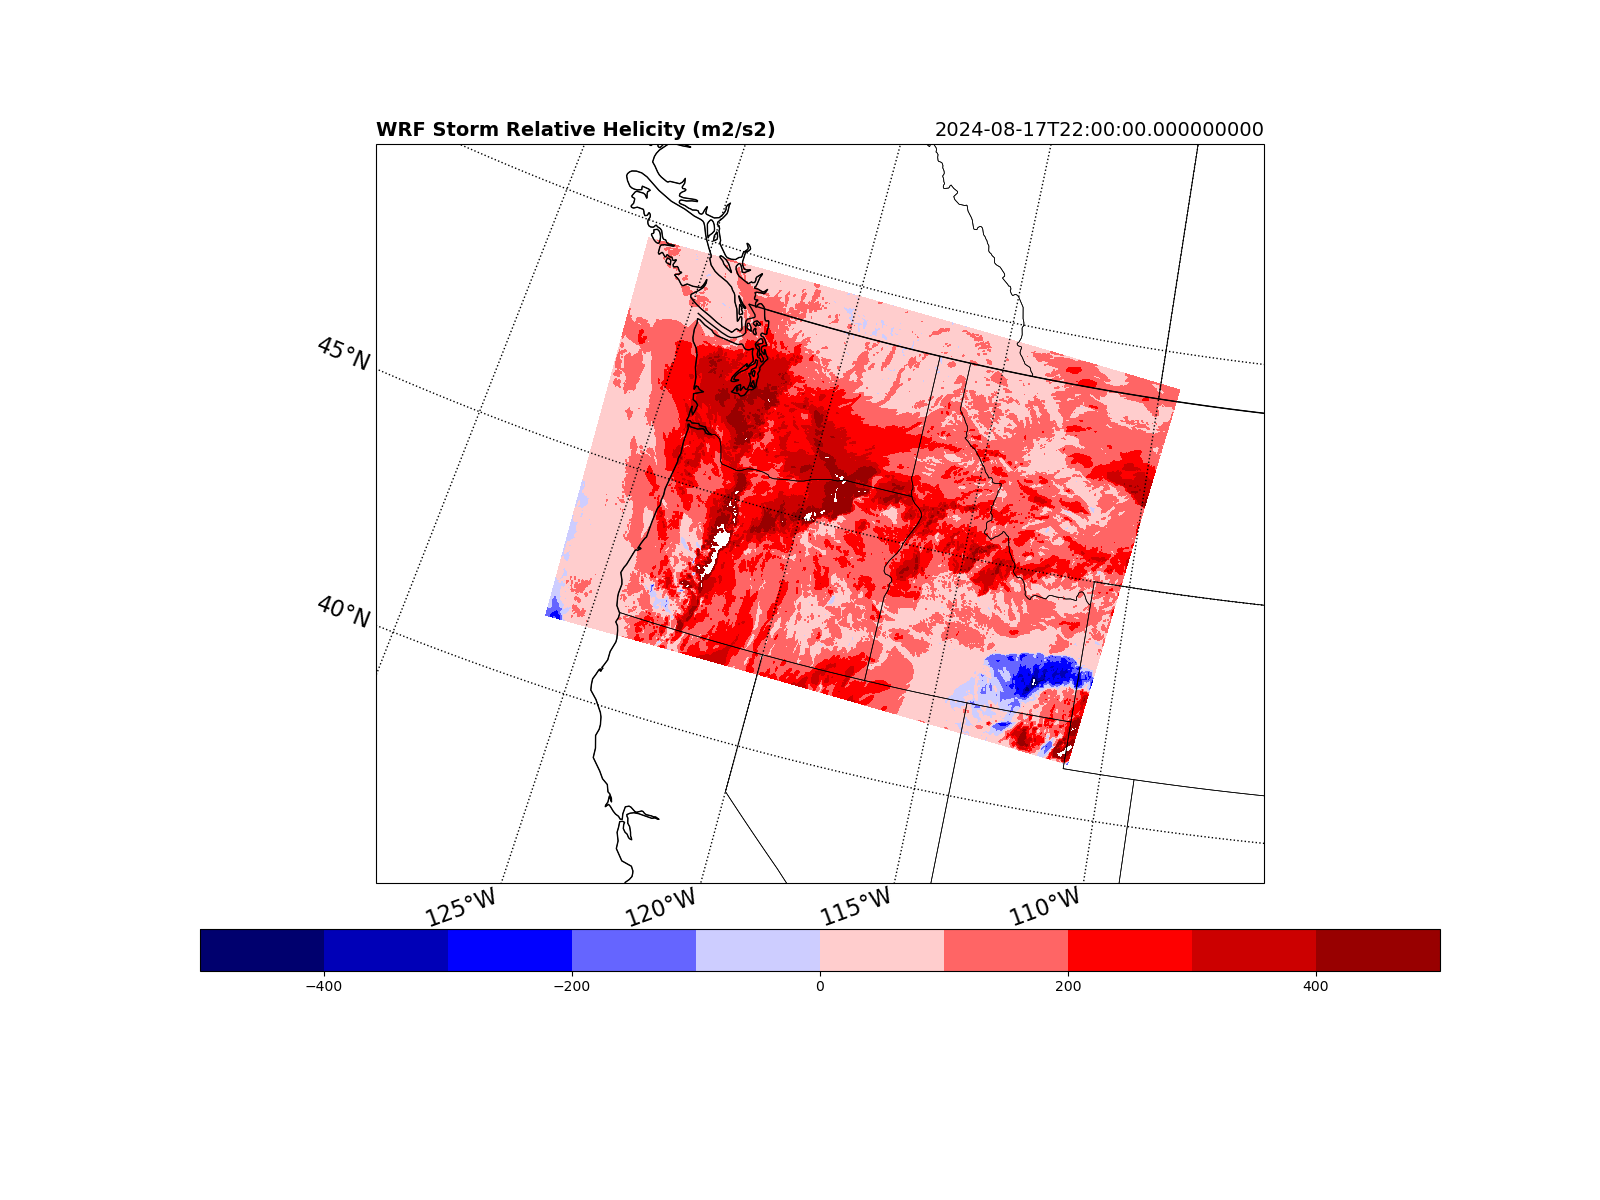 WRF Storm Relative Helicity (m2/s2) 2024-08-17T22:00:00.000000000
45°N
40°N
125°W 120°W 115°W 110°W
−400 −200 0 200 400